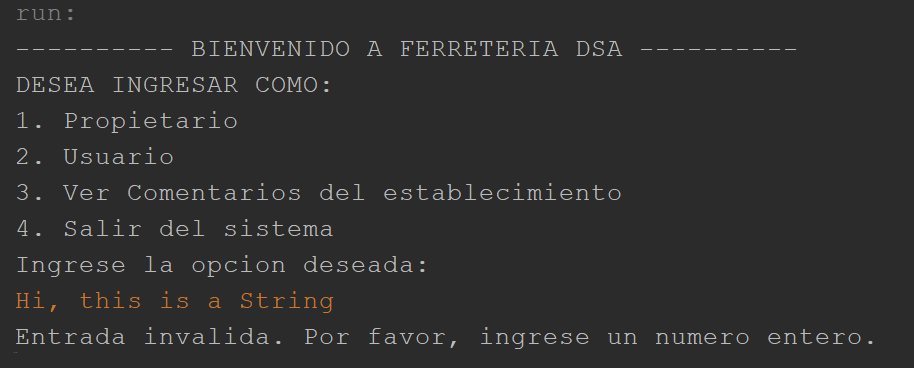 run:
---------- BIENVENIDO A FERRETERIA DSA ----------
DESEA INGRESAR COMO:
1. Propietario
2. Usuario
3. Ver Comentarios del establecimiento
4. Salir del sistema
Ingrese la opcion deseada:
Hi, this is a String
Entrada invalida. Por favor, ingrese un numero entero.